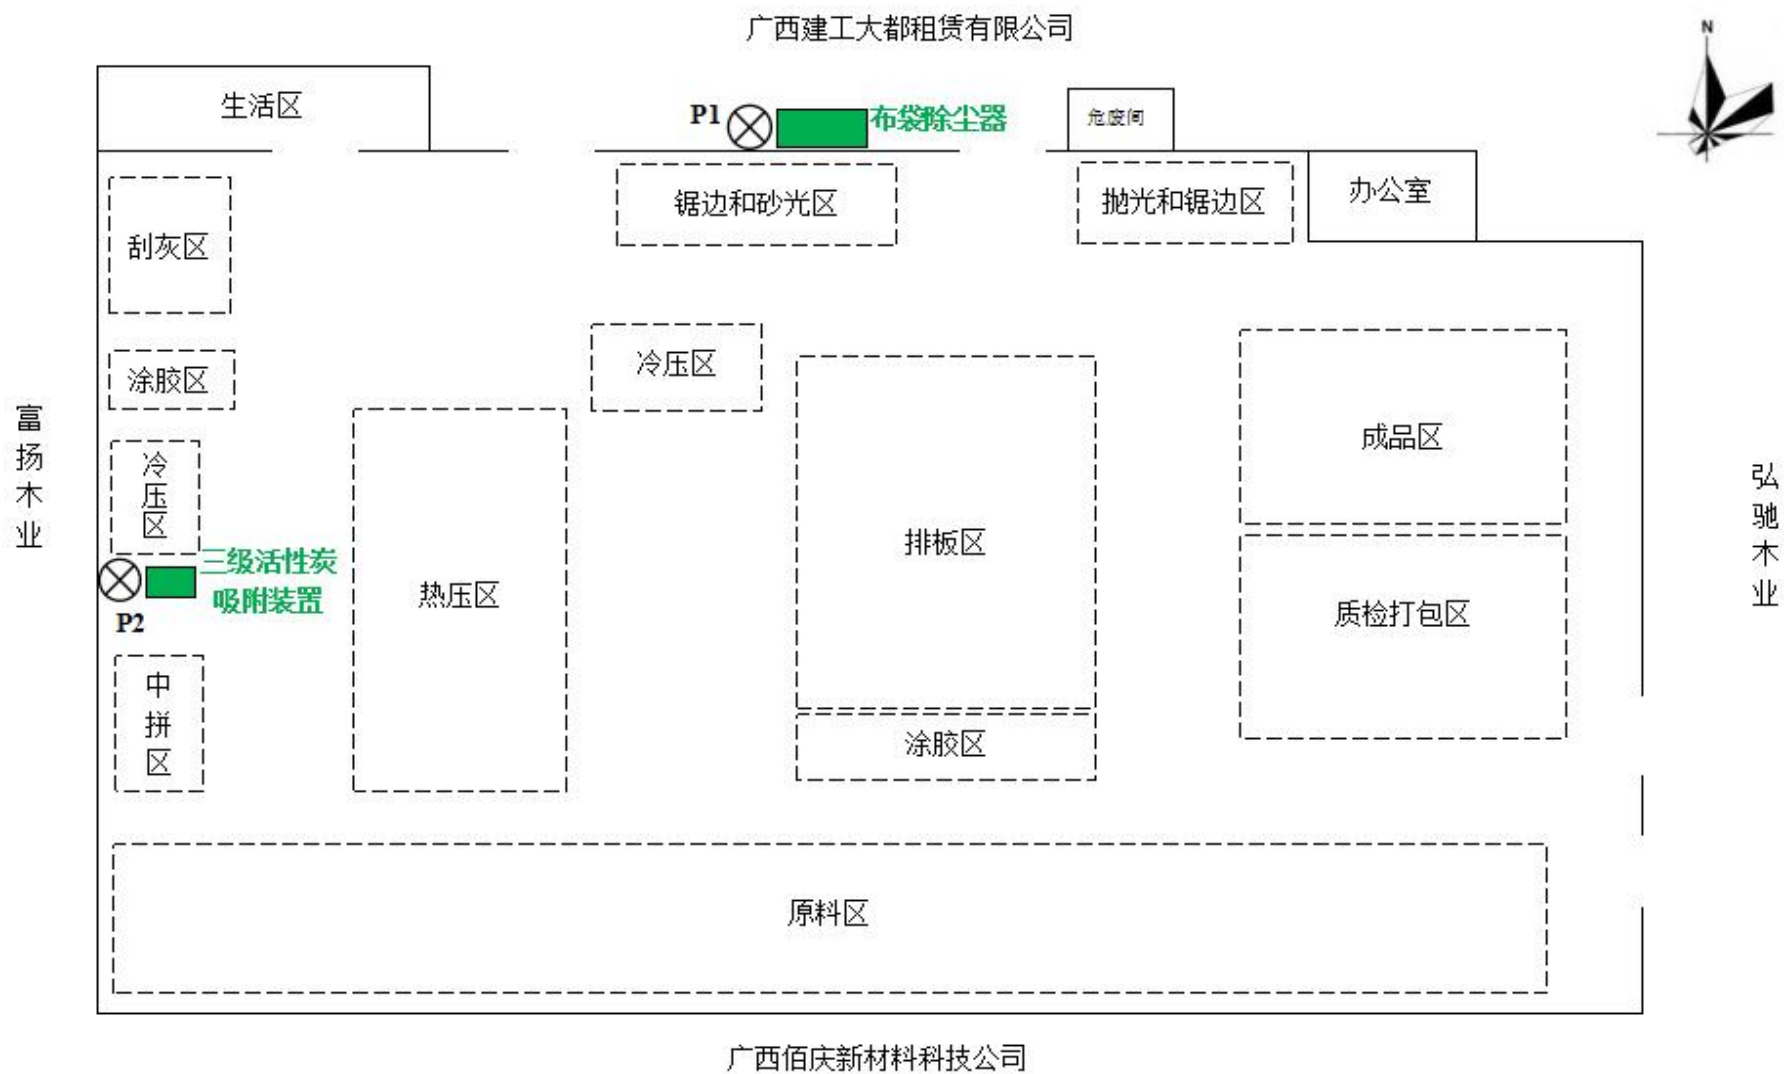 广西建工大都租赁有限公司
N
生活区
P1
布袋除尘器
危废间
办公室
锯边和砂光区
抛光和锯边区
刮灰区
冷压区
涂胶区
富扬木业
成品区
冷压区
弘驰木业
排板区
三级活性炭
吸附装置
热压区
质检打包区
P2
中拼区
涂胶区
原料区
广西佰庆新材料科技公司